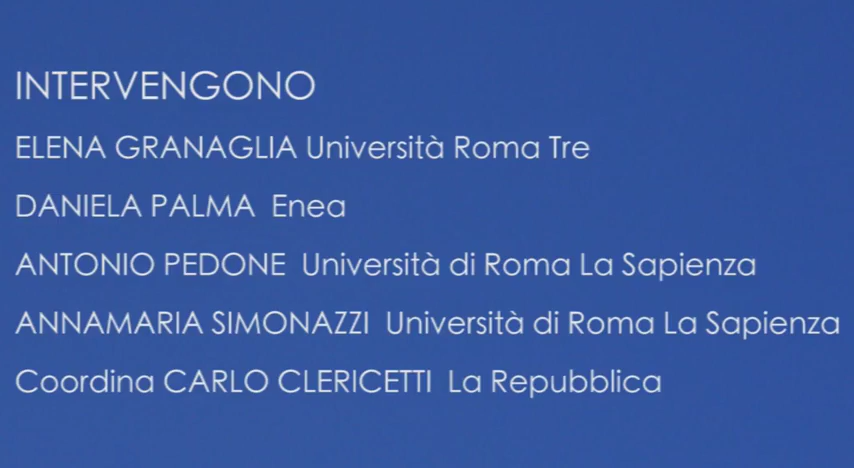 INTERVENGONO
ELENA GRANAGLIA Università Roma Tre
DANIELA PALMA Enea
ANTONIO PEDONE Università di Roma La Sapienza
ANNAMARIA SIMONAZZI Università di Roma La Sapienza
Coordina CARLO CLERICETTI La Repubblica